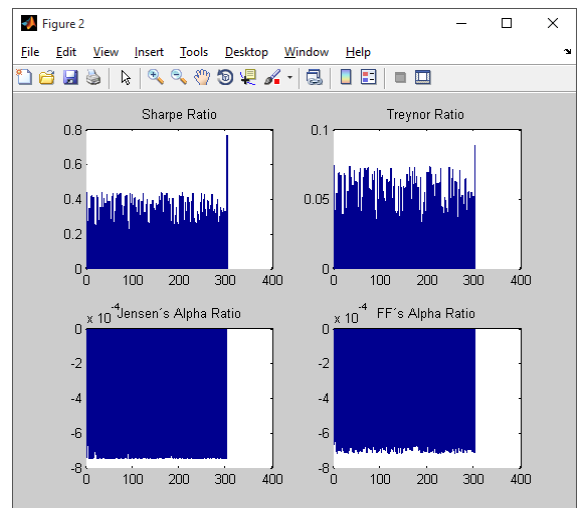 Figure 2
File Edit View Insert Tools Desktop Window Help
Sharpe Ratio
0.8
0.6
0.4
0.2
0
0 100 200 300 400
Treynor Ratio
0.1
0.05
0
0 100 200 300 400
x 10-4 Jensen´s Alpha Ratio
0
-2
-4
-6
-8
0 100 200 300 400
x 10-4 FF´s Alpha Ratio
0
-2
-4
-6
-8
0 100 200 300 400